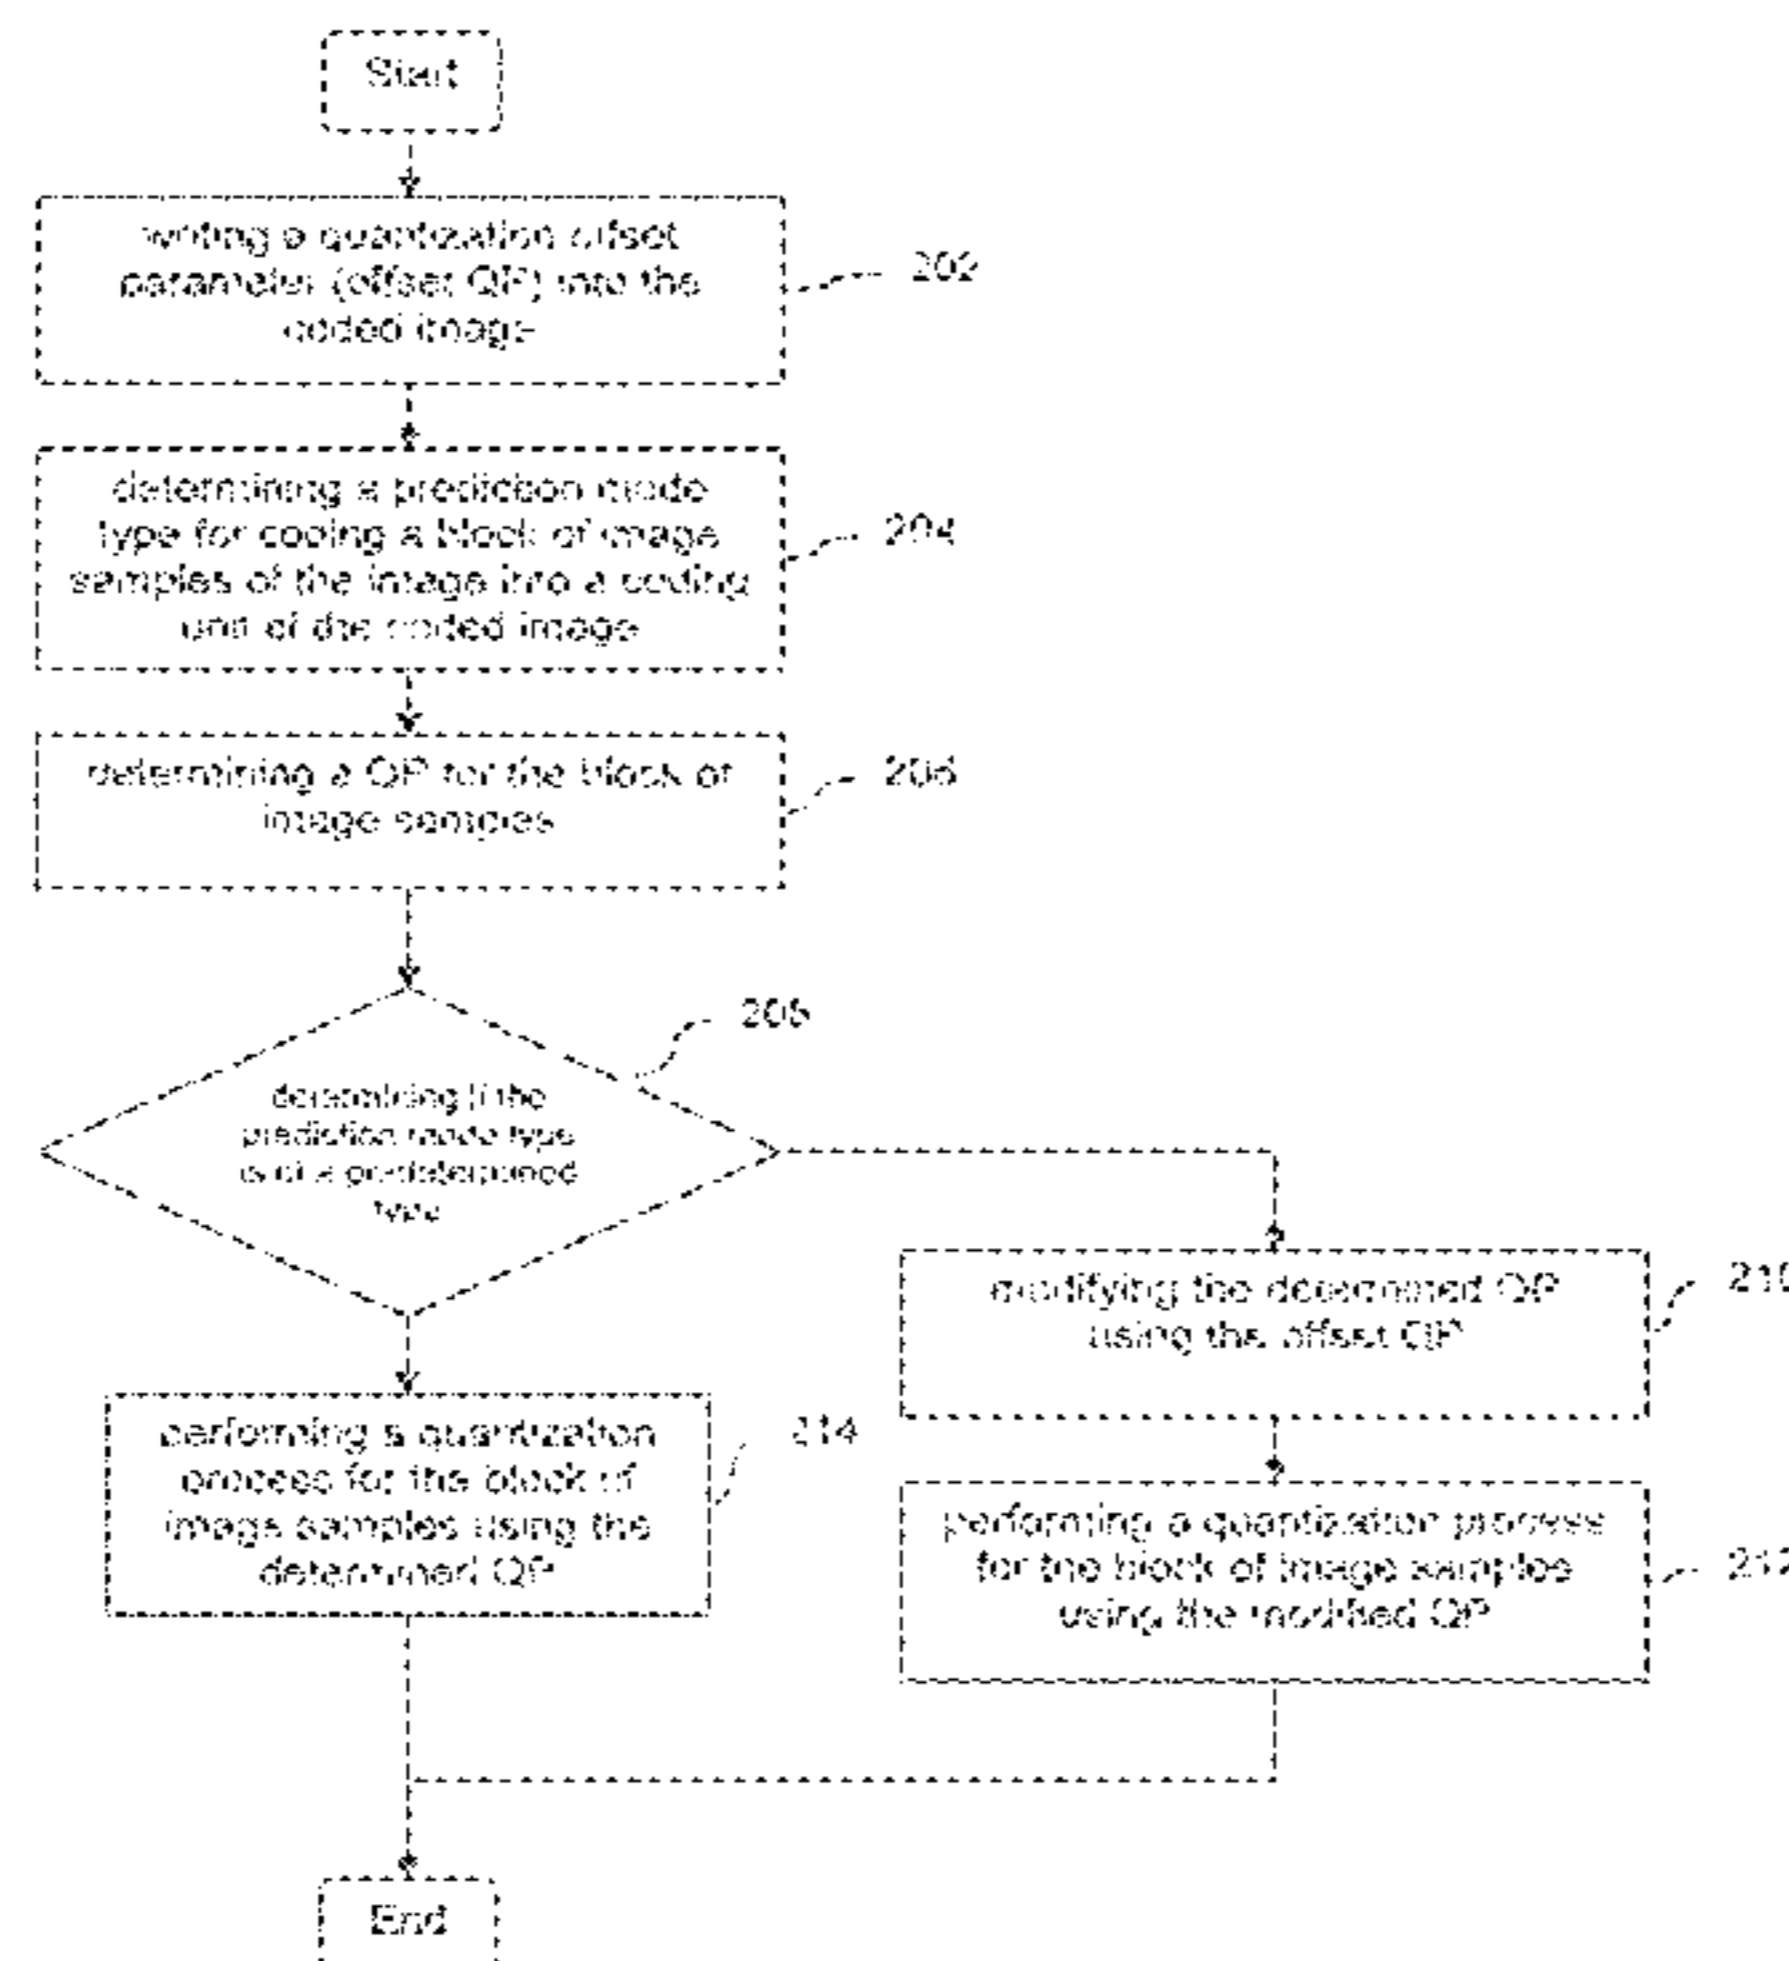 Start
writing a quantization offset
parameter (offset QP) into the
coded image
202
determining a prediction mode
type for coding a block of image
samples of the image into a coding
unit of the coded image
204
determining a QP for the block of
image samples
206
determining if the
prediction mode type
is of a predetermined
type
modifying the determined QP
using the offset QP
210
performing a quantization
process for the block of
image samples using the
determined QP
214
performing a quantization process
for the block of image samples
using the modified QP
212
End